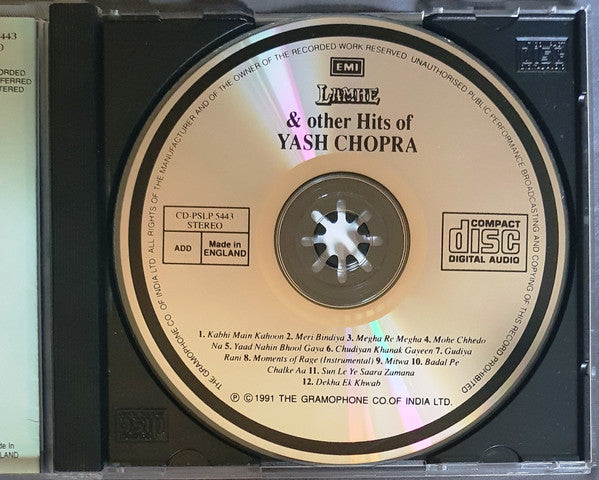 5443
O
ORDED
FERRED
TERED
de in
LAND
EMI
LAMHE
& other Hits of
YASH CHOPRA
CD-PSLP 5443
STEREO
ADD
Made in
ENGLAND
COMPACT
disc
DIGITAL AUDIO
1. Kabhi Main Kahoon 2. Meri Bindiya 3. Megha Re Megha 4. Mohe Chhedo
Na 5. Yaad Nahin Bhool Gaya 6. Chudiyan Khanak Gayeen 7. Gudiya
Rani 8. Moments of Rage (Instrumental) 9. Mitwa 10. Badal Pe
Chalke Aa 11. Sun Le Ye Saara Zamana
12. Dekha Ek Khwab
℗ © 1991 THE GRAMOPHONE CO.OF INDIA LTD.
THE GRAMOPHONE CO. OF INDIA LTD. ALL RIGHTS OF THE MANUFACTURER AND OF THE OWNER OF THE RECORDED WORK RESERVED. UNAUTHORISED PUBLIC PERFORMANCE BROADCASTING AND COPYING OF THIS RECORD PROHIBITED